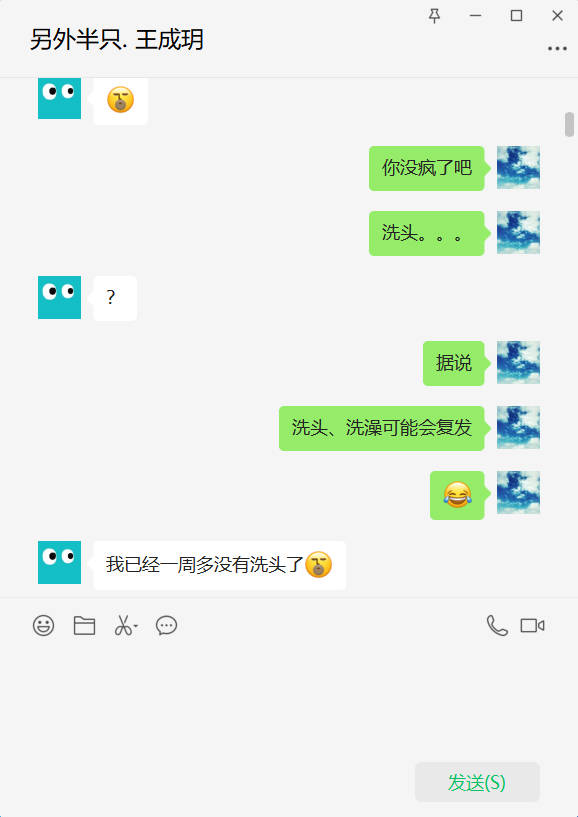 另外半只. 王成玥
你没疯了吧
洗头。。。
?
据说
洗头、洗澡可能会复发
我已经一周多没有洗头了
发送(S)